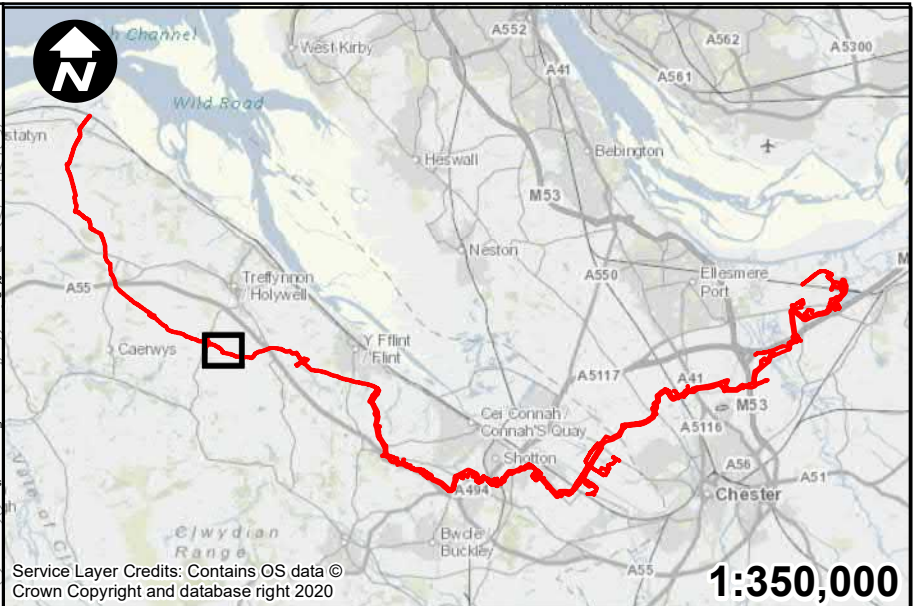 N
h Channel
Wild Road
West Kirby
A552
A41
A562
A5300
A561
statyn
Heswall
Bebington
M53
Neston
A550
Ellesmere
Port
M
A55
Treffynnon
Holywell
Caerwys
Y Fflint
Flint
A5117
A41
M53
A5116
Cei Connah
Connah'S Quay
Shotton
A494
A56
A51
Chester
Clwydian
Range
Bwcle
Buckley
A55
Service Layer Credits: Contains OS data ©
Crown Copyright and database right 2020
1:350,000